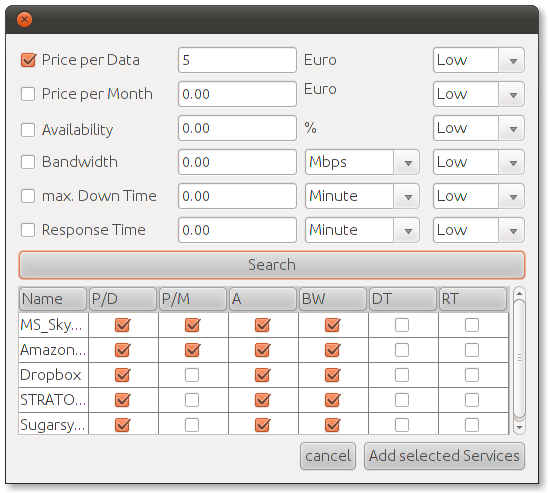 Price per Data 5 Euro Low
Price per Month 0.00 Euro Low
Availability 0.00 % Low
Bandwidth 0.00 Mbps Low
max. Down Time 0.00 Minute Low
Response Time 0.00 Minute Low
Search
Name P/D P/M A BW DT RT
MS_Sky...
Amazon...
Dropbox
STRATO...
Sugarsy...
cancel Add selected Services